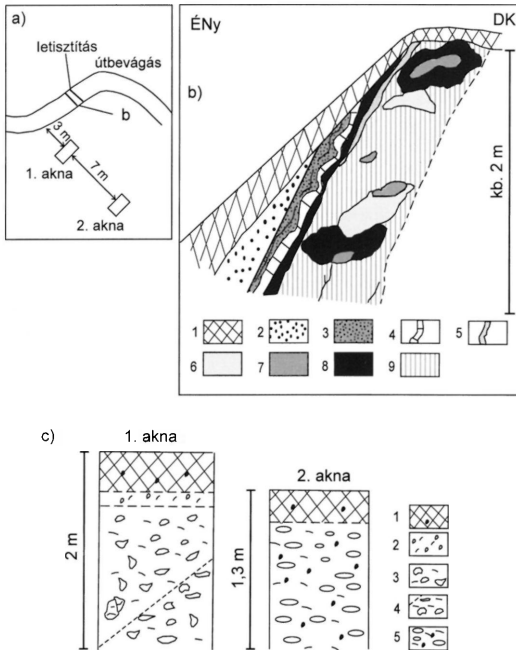 a)
letisztítás
útbevágás
b
3 m
1. akna
7 m
2. akna
ÉNy
DK
b)
kb. 2 m
1
2
3
4
5
6
7
8
9
c)
1. akna
2 m
2. akna
1,3 m
1
2
3
4
5